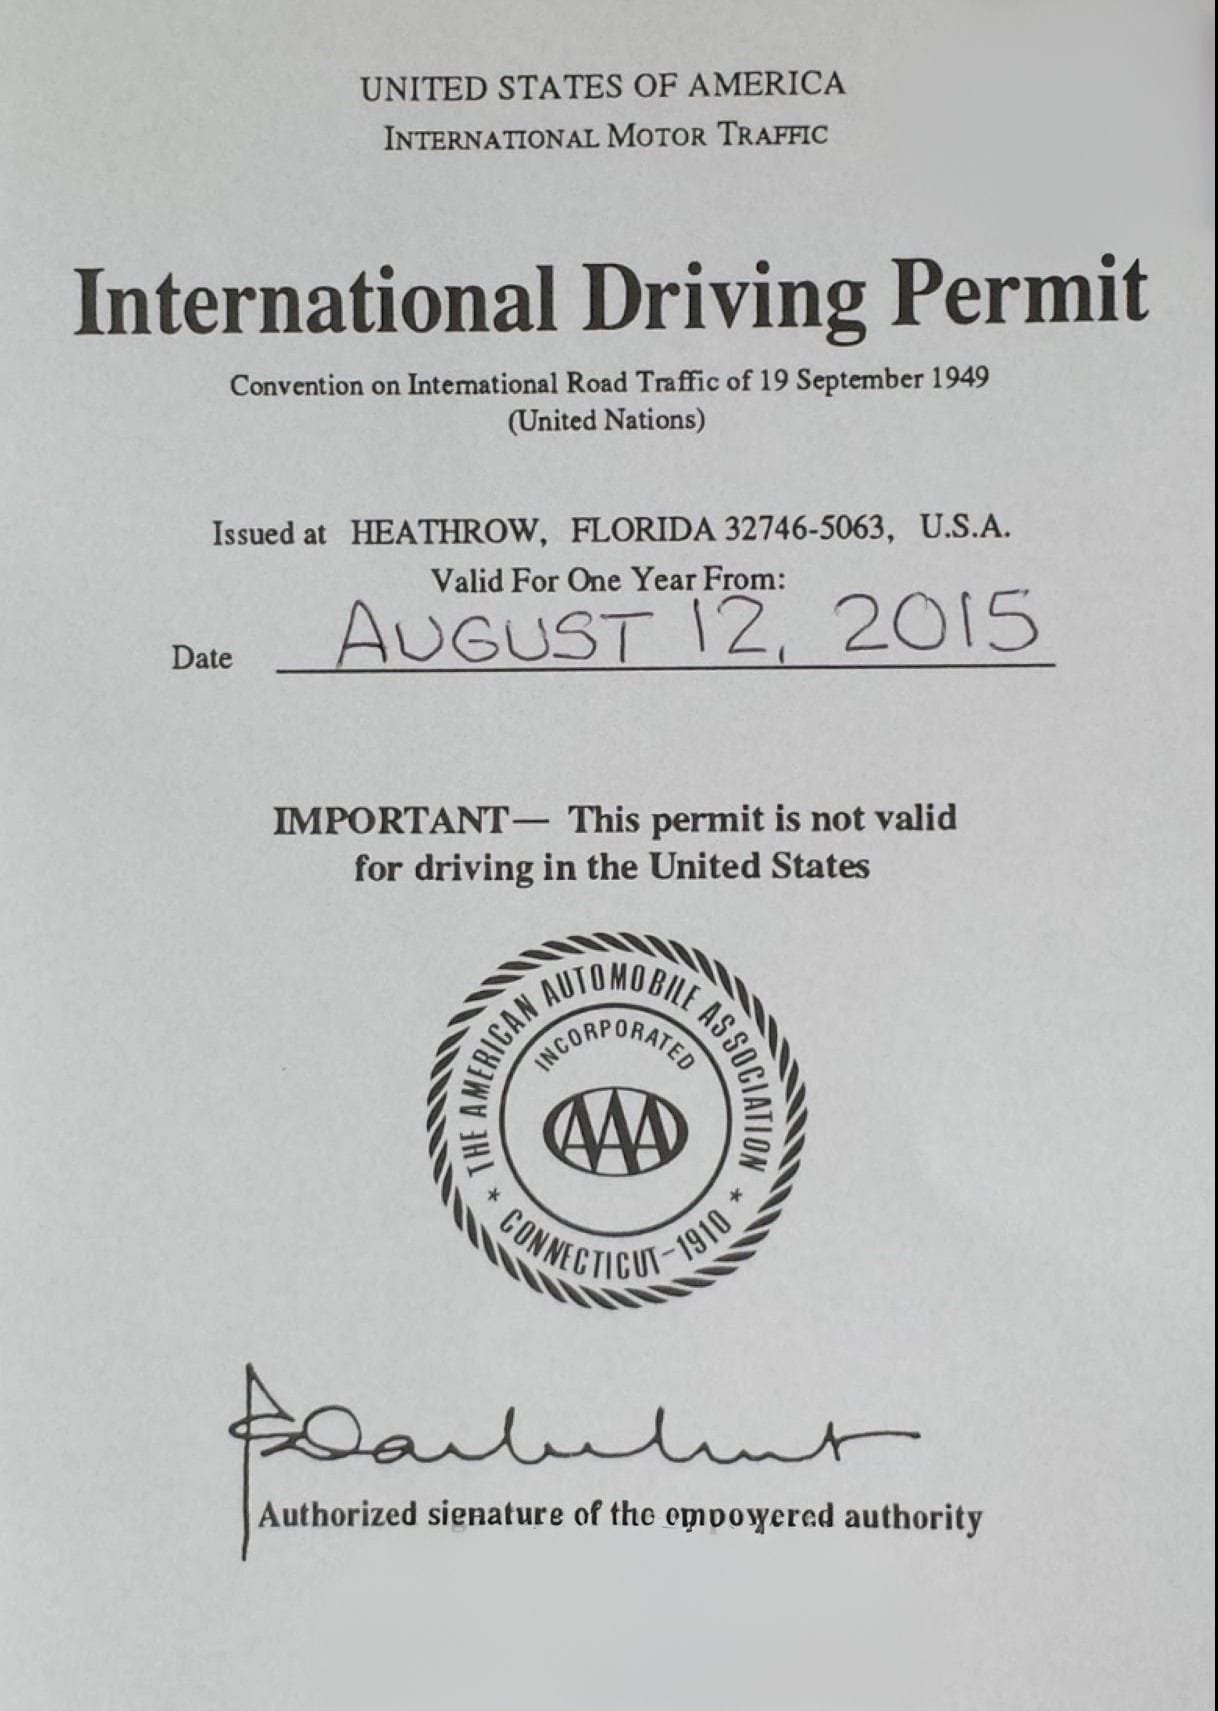 UNITED STATES OF AMERICA
INTERNATIONAL MOTOR TRAFFIC
International Driving Permit
Convention on International Road Traffic of 19 September 1949
(United Nations)
Issued at HEATHROW, FLORIDA 32746-5063, U.S.A.
Valid For One Year From:
Date AUGUST 12, 2015
IMPORTANT— This permit is not valid
for driving in the United States
THE AMERICAN AUTOMOBILE ASSOCIATION
INCORPORATED
AAA
* CONNECTICUT-1910 *
Authorized signature of the empowered authority